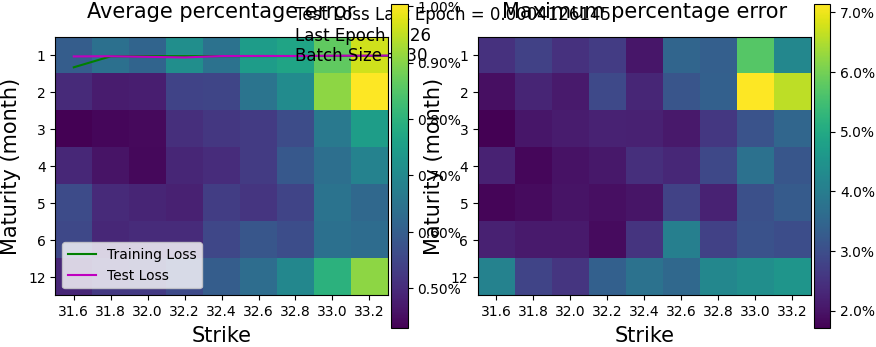 Average percentage error
Test Loss Last Epoch = 0.0004126145
Last Epoch = 26
Batch Size = 30
Maximum percentage error
Maturity (month)
1
2
3
4
5
6
12
Training Loss
Test Loss
31.6 31.8 32.0 32.2 32.4 32.6 32.8 33.0 33.2
Strike
1.00%
0.90%
0.80%
0.70%
0.60%
0.50%
Maturity (month)
1
2
3
4
5
6
12
31.6 31.8 32.0 32.2 32.4 32.6 32.8 33.0 33.2
Strike
7.0%
6.0%
5.0%
4.0%
3.0%
2.0%